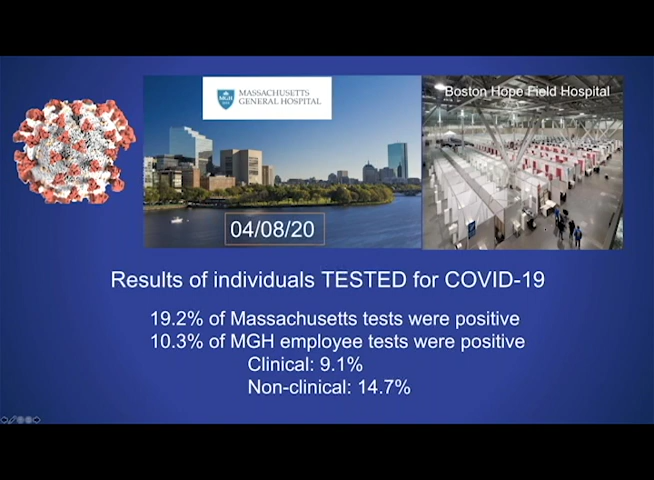 MGH
1811
MASSACHUSETTS
GENERAL HOSPITAL
Boston Hope Field Hospital
04/08/20
Results of individuals TESTED for COVID-19
19.2% of Massachusetts tests were positive
10.3% of MGH employee tests were positive
Clinical: 9.1%
Non-clinical: 14.7%